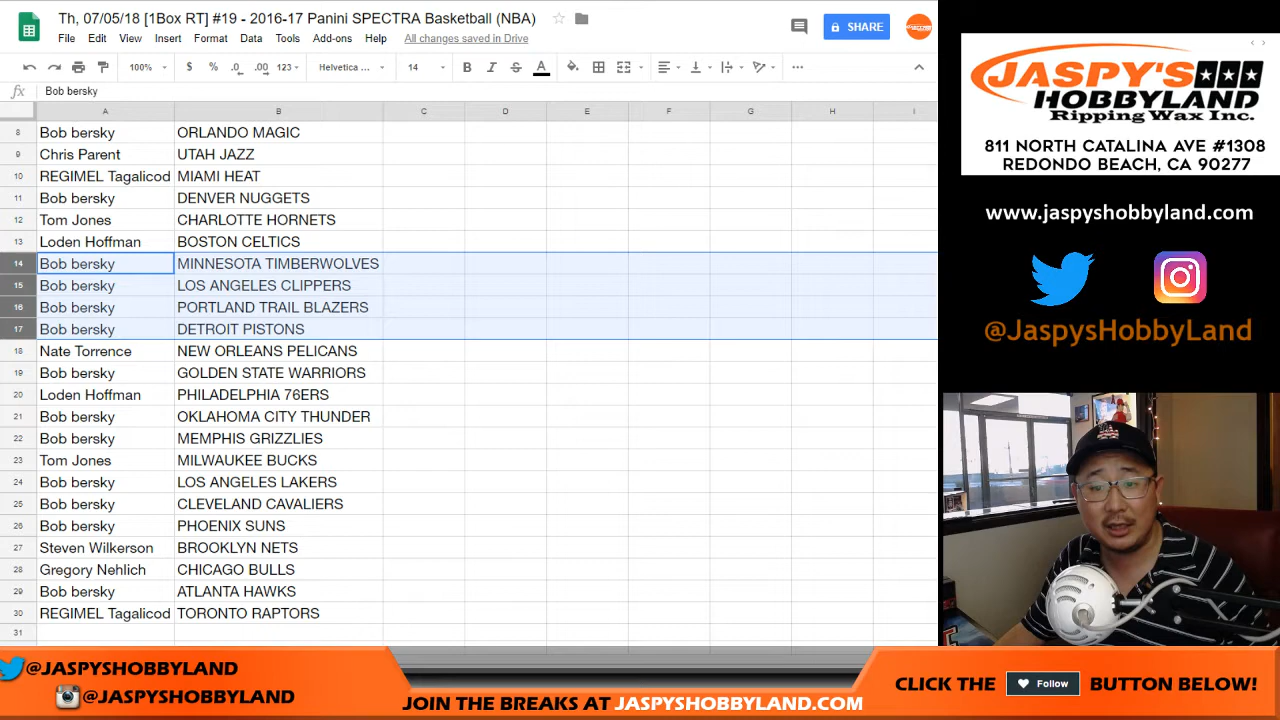 Th, 07/05/18 [1Box RT] #19 - 2016-17 Panini SPECTRA Basketball (NBA)
File Edit View Insert Format Data Tools Add-ons Help All changes saved in Drive
SHARE
100% $ % .0 .00 123 Helvetica ... 14 B I S A
fx Bob bersky
A B C D E F G H I
8 Bob bersky ORLANDO MAGIC
9 Chris Parent UTAH JAZZ
10 REGIMEL Tagalicod MIAMI HEAT
11 Bob bersky DENVER NUGGETS
12 Tom Jones CHARLOTTE HORNETS
13 Loden Hoffman BOSTON CELTICS
14 Bob bersky MINNESOTA TIMBERWOLVES
15 Bob bersky LOS ANGELES CLIPPERS
16 Bob bersky PORTLAND TRAIL BLAZERS
17 Bob bersky DETROIT PISTONS
18 Nate Torrence NEW ORLEANS PELICANS
19 Bob bersky GOLDEN STATE WARRIORS
20 Loden Hoffman PHILADELPHIA 76ERS
21 Bob bersky OKLAHOMA CITY THUNDER
22 Bob bersky MEMPHIS GRIZZLIES
23 Tom Jones MILWAUKEE BUCKS
24 Bob bersky LOS ANGELES LAKERS
25 Bob bersky CLEVELAND CAVALIERS
26 Bob bersky PHOENIX SUNS
27 Steven Wilkerson BROOKLYN NETS
28 Gregory Nehlich CHICAGO BULLS
29 Bob bersky ATLANTA HAWKS
30 REGIMEL Tagalicod TORONTO RAPTORS
31
JASPY'S
HOBBYLAND
Ripping Wax Inc.
811 NORTH CATALINA AVE #1308
REDONDO BEACH, CA 90277
www.jaspyshobbyland.com
@JaspysHobbyLand
@JASPYSHOBBYLAND
@JASPYSHOBBYLAND
JOIN THE BREAKS AT JASPYSHOBBYLAND.COM
CLICK THE Follow BUTTON BELOW!